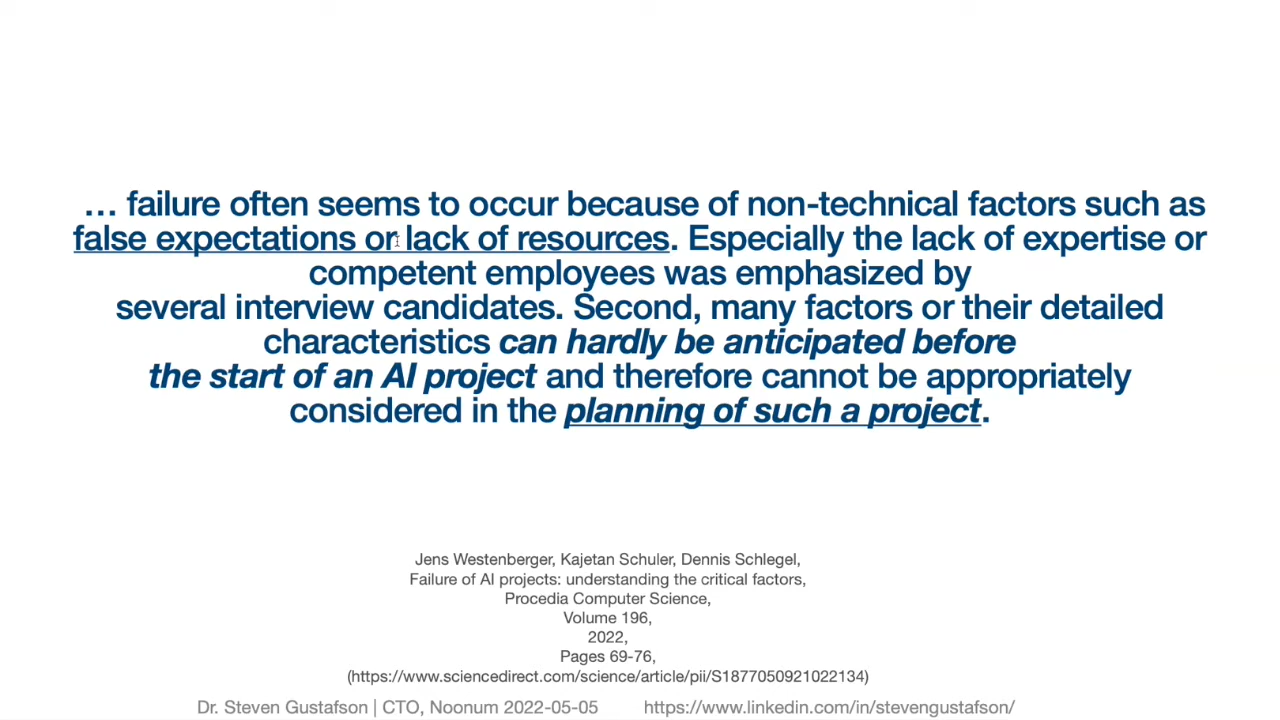 … failure often seems to occur because of non-technical factors such as
false expectations or lack of resources. Especially the lack of expertise or
competent employees was emphasized by
several interview candidates. Second, many factors or their detailed
characteristics can hardly be anticipated before
the start of an AI project and therefore cannot be appropriately
considered in the planning of such a project.
Jens Westenberger, Kajetan Schuler, Dennis Schlegel,
Failure of AI projects: understanding the critical factors,
Procedia Computer Science,
Volume 196,
2022,
Pages 69-76,
(https://www.sciencedirect.com/science/article/pii/S1877050921022134)
Dr. Steven Gustafson | CTO, Noonum 2022-05-05 https://www.linkedin.com/in/stevengustafson/